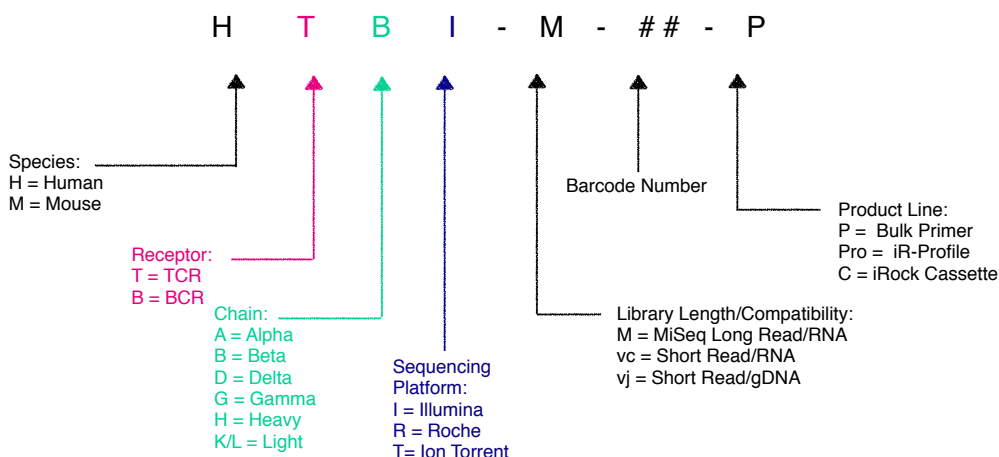 H T B I - M - ## - P
Species:
H = Human
M = Mouse
Receptor:
T = TCR
B = BCR
Chain:
A = Alpha
B = Beta
D = Delta
G = Gamma
H = Heavy
K/L = Light
Sequencing
Platform:
I = Illumina
R = Roche
T= Ion Torrent
Library Length/Compatibility:
M = MiSeq Long Read/RNA
vc = Short Read/RNA
vj = Short Read/gDNA
Barcode Number
Product Line:
P = Bulk Primer
Pro = iR-Profile
C = iRock Cassette